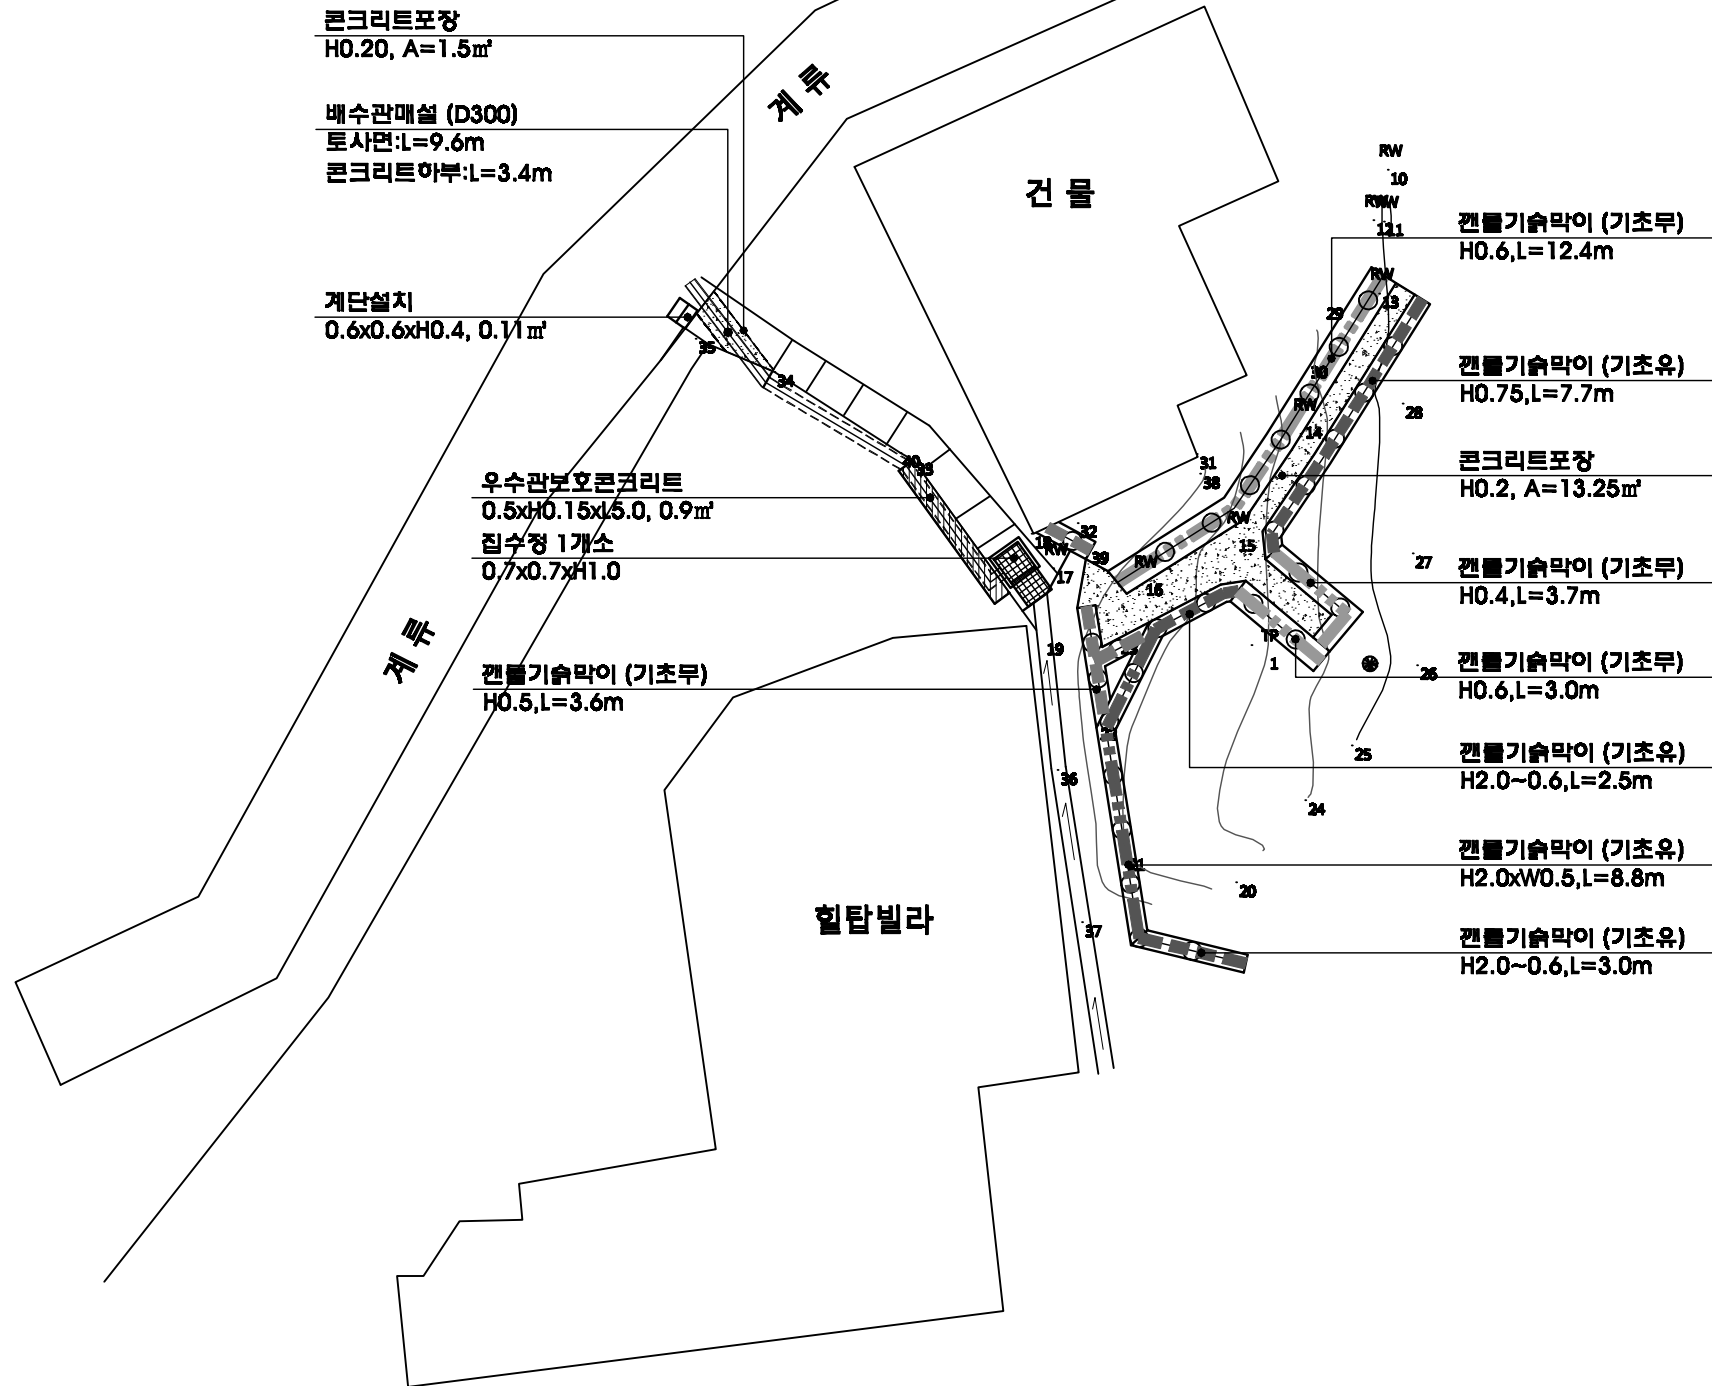 콘크리트포장
H0.20, A=1.5㎡
배수관매설 (D300)
토사면:L=9.6m
콘크리트하부:L=3.4m
계단설치
0.6x0.6xH0.4, 0.11㎡
우수관보호콘크리트
0.5xH0.15xL5.0, 0.9㎡
집수정 1개소
0.7x0.7xH1.0
깬돌기슭막이 (기초무)
H0.5,L=3.6m
계 류
계 류
건 물
힐탑빌라
깬돌기슭막이 (기초무)
H0.6,L=12.4m
깬돌기슭막이 (기초유)
H0.75,L=7.7m
콘크리트포장
H0.2, A=13.25㎡
깬돌기슭막이 (기초무)
H0.4,L=3.7m
깬돌기슭막이 (기초무)
H0.6,L=3.0m
깬돌기슭막이 (기초유)
H2.0~0.6,L=2.5m
깬돌기슭막이 (기초유)
H2.0xW0.5,L=8.8m
깬돌기슭막이 (기초유)
H2.0~0.6,L=3.0m
RW
10
RW
RW
12
11
RW
13
29
30
RW
14
28
31
38
RW
15
27
32
RW
39
17
RW
16
19
TP
1
26
25
24
20
36
37
35
34
40
33